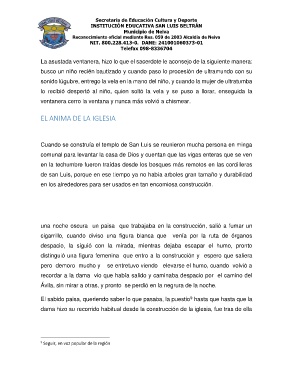 Secretaria de Educación Cultura y Deporte
INSTITUCIÓN EDUCATIVA SAN LUIS BELTRÁN
Municipio de Neiva
Reconocimiento oficial mediante Res. 059 de 2003 Alcaldía de Neiva
NIT. 800.228.413-0. DANE: 241001060373-01
Telefax 098-8336704
La asustada ventanera, hizo lo que el sacerdote le aconsejo de la siguiente manera:
busco un niño recién bautizado y cuando paso lo procesión de ultramundo con su
sonido lúgubre, entrego la vela en la mano del niño, y cuando la mujer de ultratumba
lo recibió despertó al niño, quien soltó la vela y se puso a llorar, enseguida la
ventanera cerro la ventana y nunca más volvió a chismear.
EL ANIMA DE LA IGLESIA
Cuando se construía el templo de San Luis se reunieron mucha persona en minga
comunal para levantar la casa de Dios y cuentan que las vigas enteras que se ven
en la techumbre fueron traídas desde los bosques más remotos en las cordilleras
de san Luis, porque en ese tiempo ya no había arboles gran tamaño y durabilidad
en los alrededores para ser usados en tan encomiosa construcción.
una noche oscura un paisa que trabajaba en la construcción, salió a fumar un
cigarrillo, cuando diviso una figura blanca que venía por la ruta de órganos
despacio, la siguió con la mirada, mientras dejaba escapar el humo, pronto
distinguió una figura femenina que entro a la construcción y espero que saliera
pero demoro mucho y se entretuvo viendo elevarse el humo, cuando volvió a
recordar a la dama vio que había salido y caminaba despacio por el camino del
Ávila, sin mirar a otras, y pronto se perdió en la negrura de la noche.
El sabido paisa, queriendo saber lo que pasaba, la puestio⁵ hasta que hasta que la
dama hizo su recorrido habitual desde la construcción de la iglesia, fue tras de ella
⁵ Seguir, en voz popular de la región